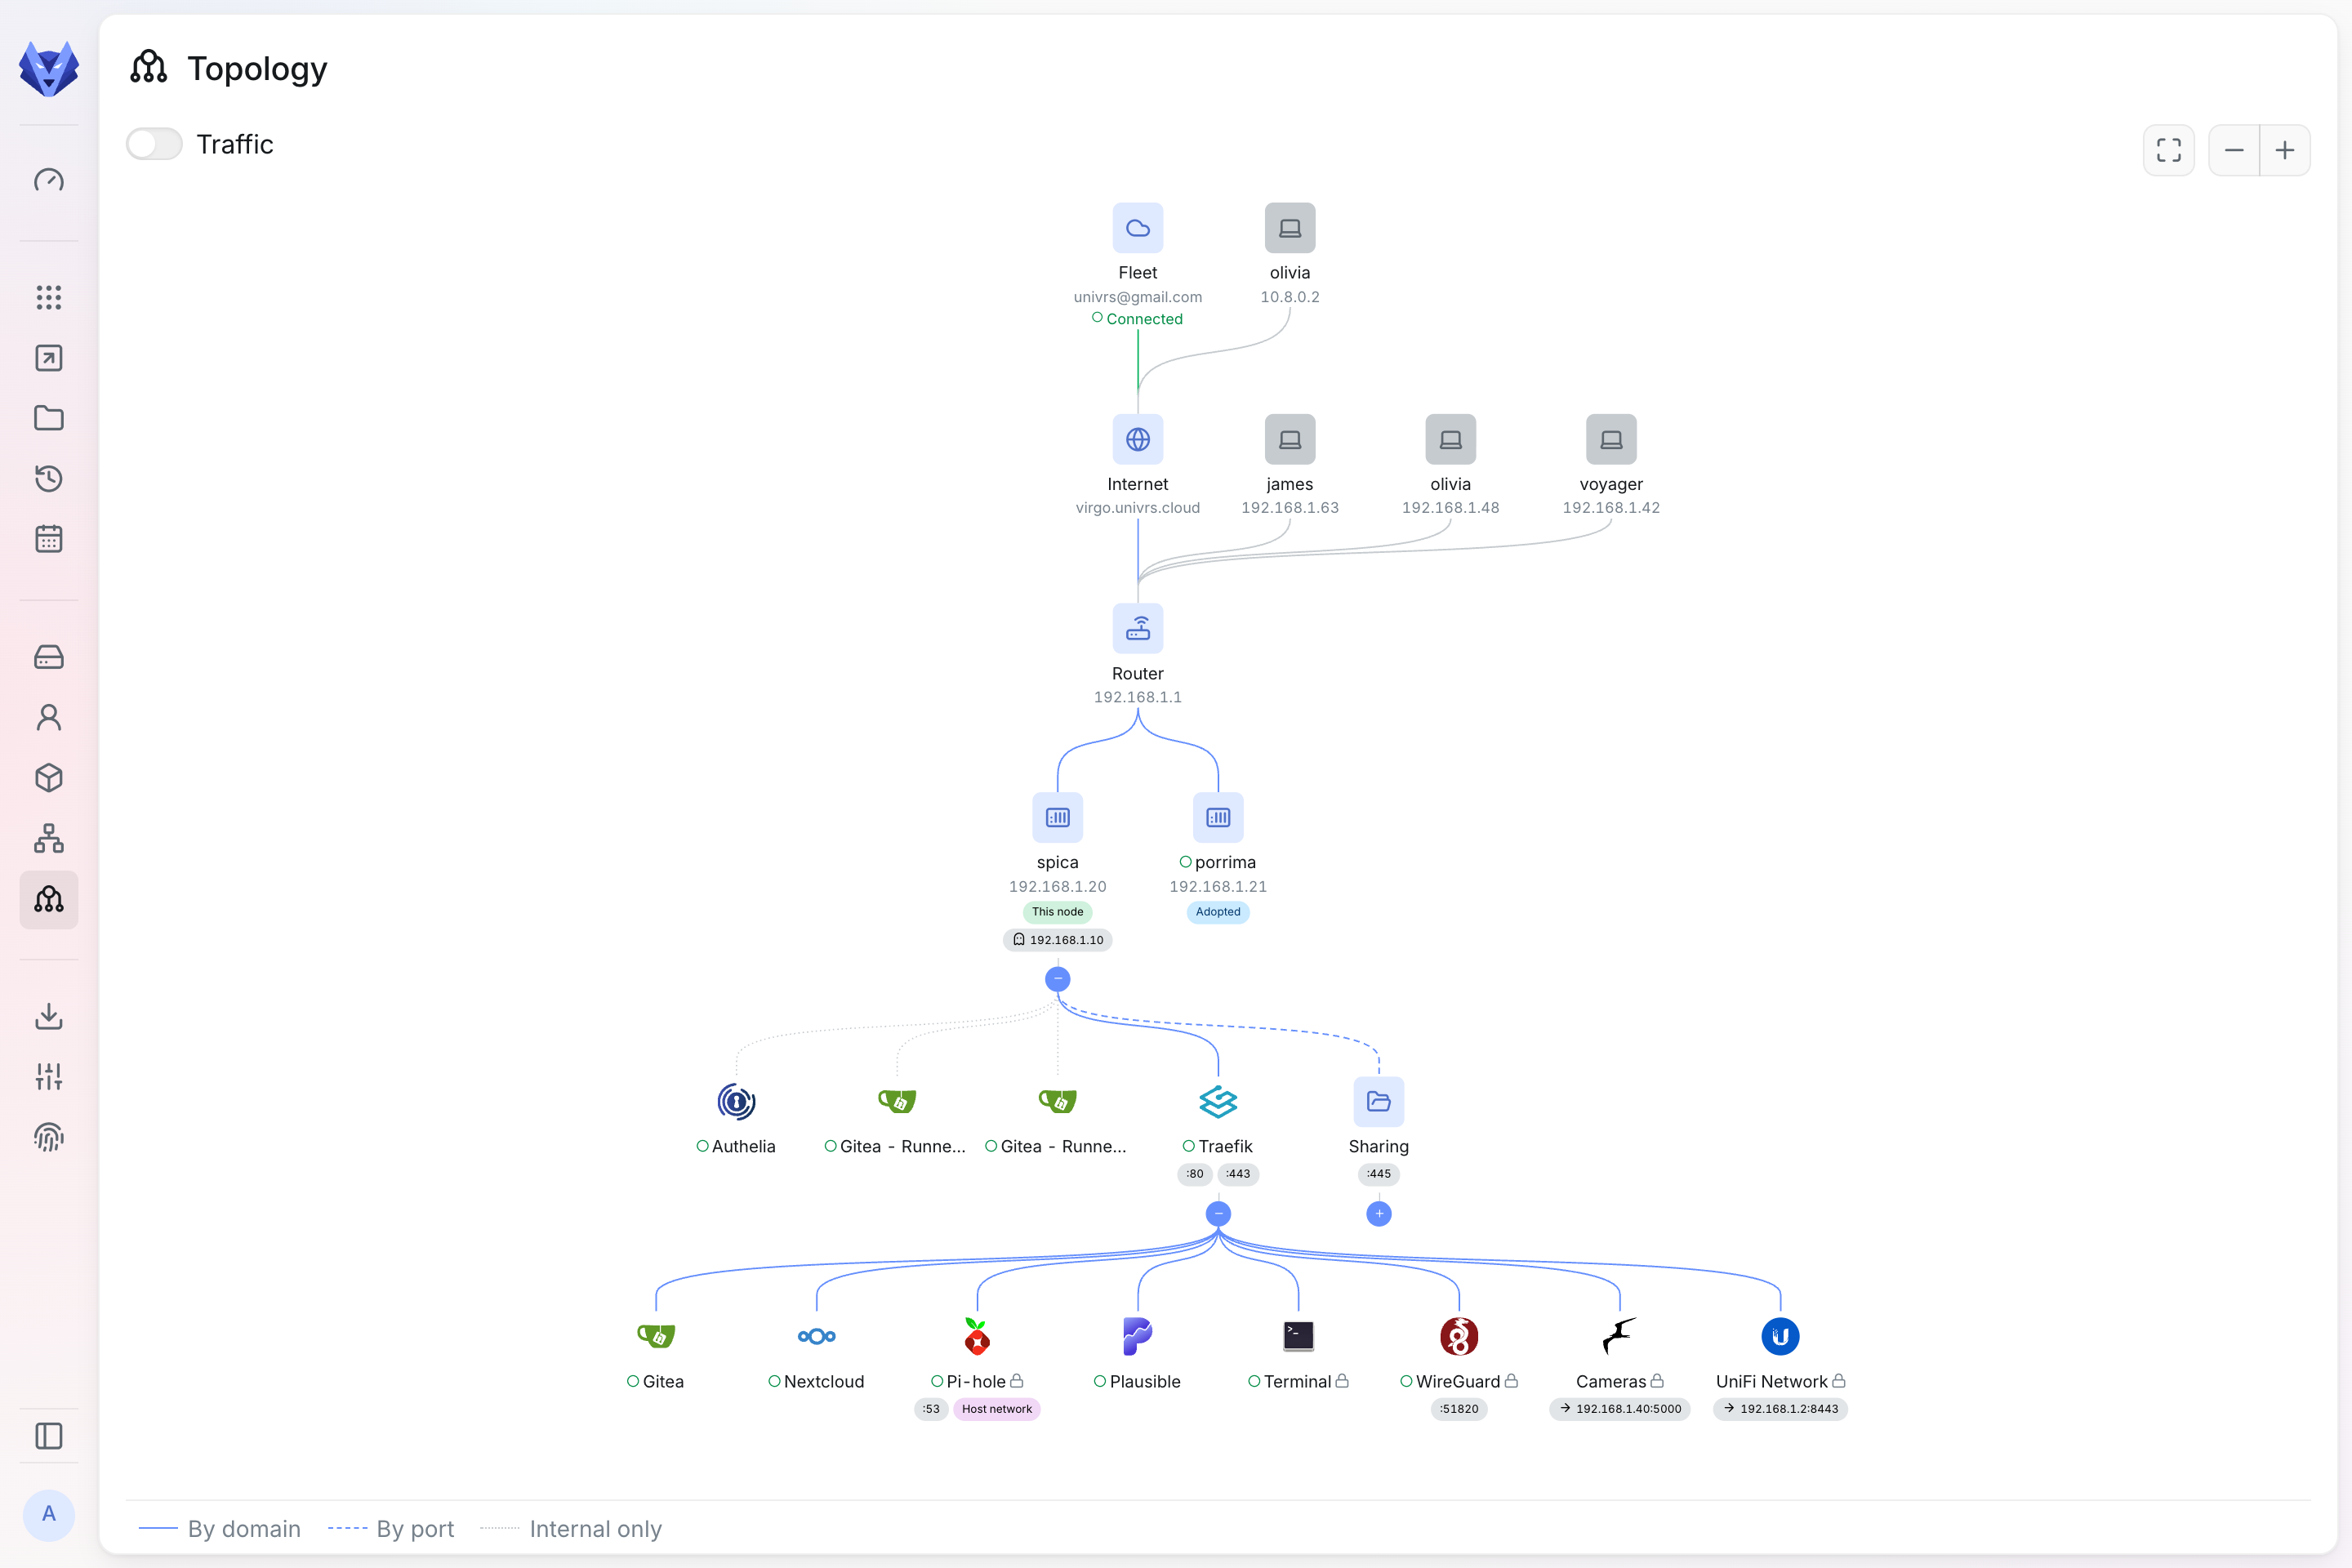 Topology
Traffic
Fleet
univrs@gmail.com
Connected
olivia
10.8.0.2
Internet
virgo.univrs.cloud
james
192.168.1.63
olivia
192.168.1.48
voyager
192.168.1.42
Router
192.168.1.1
spica
192.168.1.20
This node
192.168.1.10
porrima
192.168.1.21
Adopted
Authelia
Gitea - Runne...
Gitea - Runne...
Traefik
:80 :443
Sharing
:445
Gitea
Nextcloud
Pi-hole
:53 Host network
Plausible
>_
Terminal
WireGuard
:51820
Cameras
192.168.1.40:5000
U
UniFi Network
192.168.1.2:8443
A
By domain
By port
Internal only